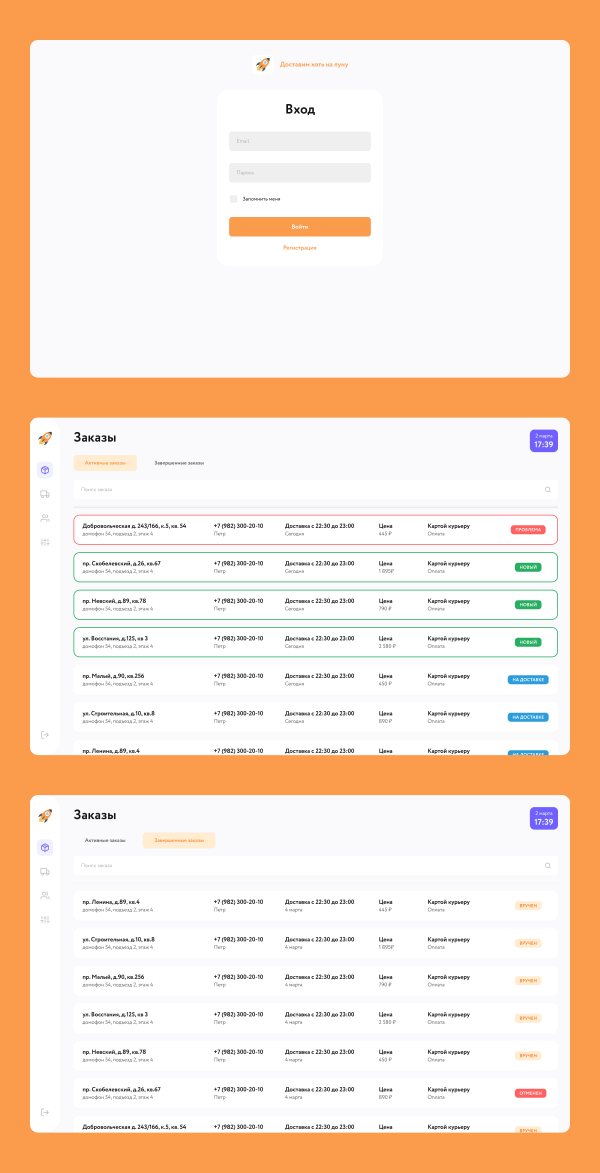 Доставим хоть на луну
Вход
Email
Пароль
Запомнить меня
Войти
Регистрация
Заказы
2 марта
17:39
Активные заказы Завершенные заказы
Поиск заказа
Добровольческая д. 243/166, к.5, кв. 54 +7 (982) 300-20-10 Доставка с 22:30 до 23:00 Цена Картой курьеру ПРОБЛЕМА
домофон 54, подъезд 2, этаж 4 Петр Сегодня 445 ₽ Оплата
пр. Скобелевский, д.26, кв.67 +7 (982) 300-20-10 Доставка с 22:30 до 23:00 Цена Картой курьеру НОВЫЙ
домофон 54, подъезд 2, этаж 4 Петр Сегодня 1 895₽ Оплата
пр. Невский, д.89, кв.78 +7 (982) 300-20-10 Доставка с 22:30 до 23:00 Цена Картой курьеру НОВЫЙ
домофон 54, подъезд 2, этаж 4 Петр Сегодня 790 ₽ Оплата
ул. Восстания, д.125, кв 3 +7 (982) 300-20-10 Доставка с 22:30 до 23:00 Цена Картой курьеру НОВЫЙ
домофон 54, подъезд 2, этаж 4 Петр Сегодня 2 580 ₽ Оплата
пр. Малый, д.90, кв.256 +7 (982) 300-20-10 Доставка с 22:30 до 23:00 Цена Картой курьеру НА ДОСТАВКЕ
домофон 54, подъезд 2, этаж 4 Петр Сегодня 450 ₽ Оплата
ул. Строительная, д.10, кв.8 +7 (982) 300-20-10 Доставка с 22:30 до 23:00 Цена Картой курьеру НА ДОСТАВКЕ
домофон 54, подъезд 2, этаж 4 Петр Сегодня 890 ₽ Оплата
пр. Ленина, д.89, кв.4 +7 (982) 300-20-10 Доставка с 22:30 до 23:00 Цена Картой курьеру НА ДОСТАВКЕ
Заказы
2 марта
17:39
Активные заказы Завершенные заказы
Поиск заказа
пр. Ленина, д.89, кв.4 +7 (982) 300-20-10 Доставка с 22:30 до 23:00 Цена Картой курьеру ВРУЧЕН
домофон 54, подъезд 2, этаж 4 Петр 4 марта 445 ₽ Оплата
ул. Строительная, д.10, кв.8 +7 (982) 300-20-10 Доставка с 22:30 до 23:00 Цена Картой курьеру ВРУЧЕН
домофон 54, подъезд 2, этаж 4 Петр 4 марта 1 895₽ Оплата
пр. Малый, д.90, кв.256 +7 (982) 300-20-10 Доставка с 22:30 до 23:00 Цена Картой курьеру ВРУЧЕН
домофон 54, подъезд 2, этаж 4 Петр 4 марта 790 ₽ Оплата
ул. Восстания, д.125, кв 3 +7 (982) 300-20-10 Доставка с 22:30 до 23:00 Цена Картой курьеру ВРУЧЕН
домофон 54, подъезд 2, этаж 4 Петр 4 марта 2 580 ₽ Оплата
пр. Невский, д.89, кв.78 +7 (982) 300-20-10 Доставка с 22:30 до 23:00 Цена Картой курьеру ВРУЧЕН
домофон 54, подъезд 2, этаж 4 Петр 4 марта 450 ₽ Оплата
пр. Скобелевский, д.26, кв.67 +7 (982) 300-20-10 Доставка с 22:30 до 23:00 Цена Картой курьеру ОТМЕНЕН
домофон 54, подъезд 2, этаж 4 Петр 4 марта 890 ₽ Оплата
Добровольческая д. 243/166, к.5, кв. 54 +7 (982) 300-20-10 Доставка с 22:30 до 23:00 Цена Картой курьеру ВРУЧЕН